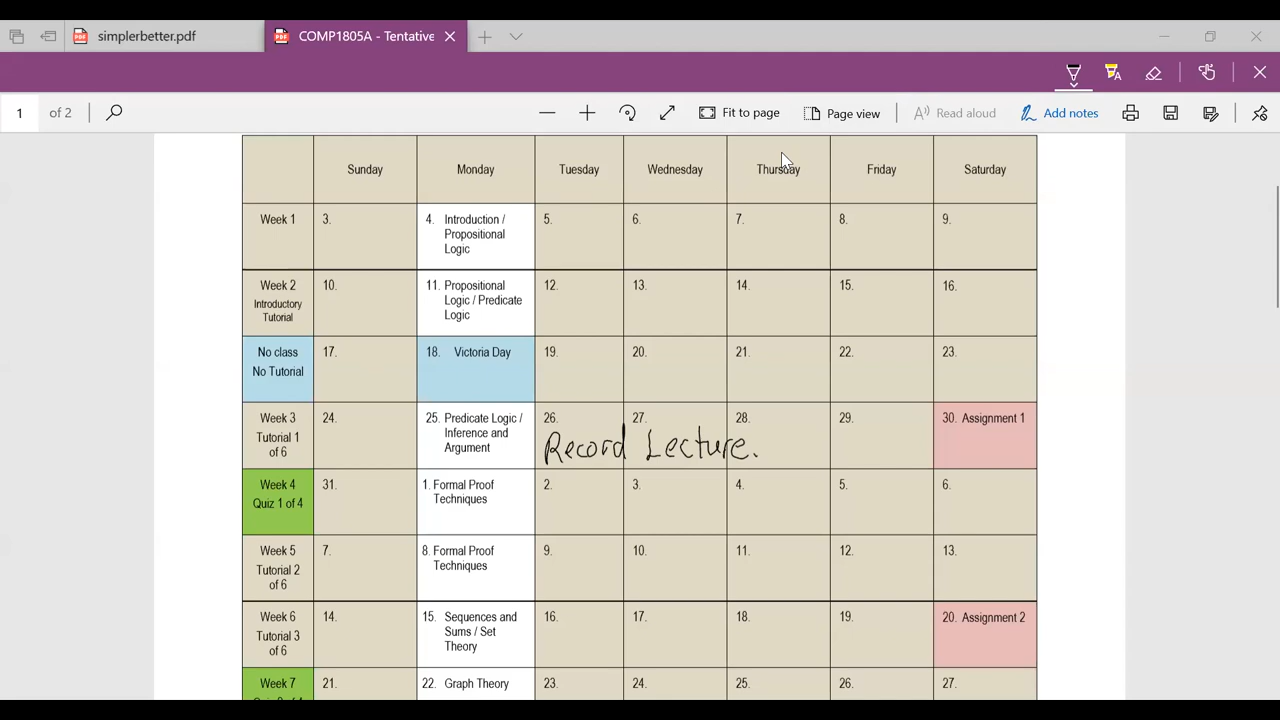 simplerbetter.pdf COMP1805A - Tentative
1 of 2 Fit to page Page view Read aloud Add notes
Sunday Monday Tuesday Wednesday Thursday Friday Saturday
Week 1 3. 4. Introduction / 5. 6. 7. 8. 9.
Propositional
Logic
Week 2 10. 11. Propositional 12. 13. 14. 15. 16.
Introductory Logic / Predicate
Tutorial Logic
No class 17. 18. Victoria Day 19. 20. 21. 22. 23.
No Tutorial
Week 3 24. 25. Predicate Logic / 26. 27. 28. 29. 30. Assignment 1
Tutorial 1 Inference and
of 6 Argument
Record Lecture.
Week 4 31. 1. Formal Proof 2. 3. 4. 5. 6.
Quiz 1 of 4 Techniques
Week 5 7. 8. Formal Proof 9. 10. 11. 12. 13.
Tutorial 2 Techniques
of 6
Week 6 14. 15. Sequences and 16. 17. 18. 19. 20. Assignment 2
Tutorial 3 Sums / Set
of 6 Theory
Week 7 21. 22. Graph Theory 23. 24. 25. 26. 27.